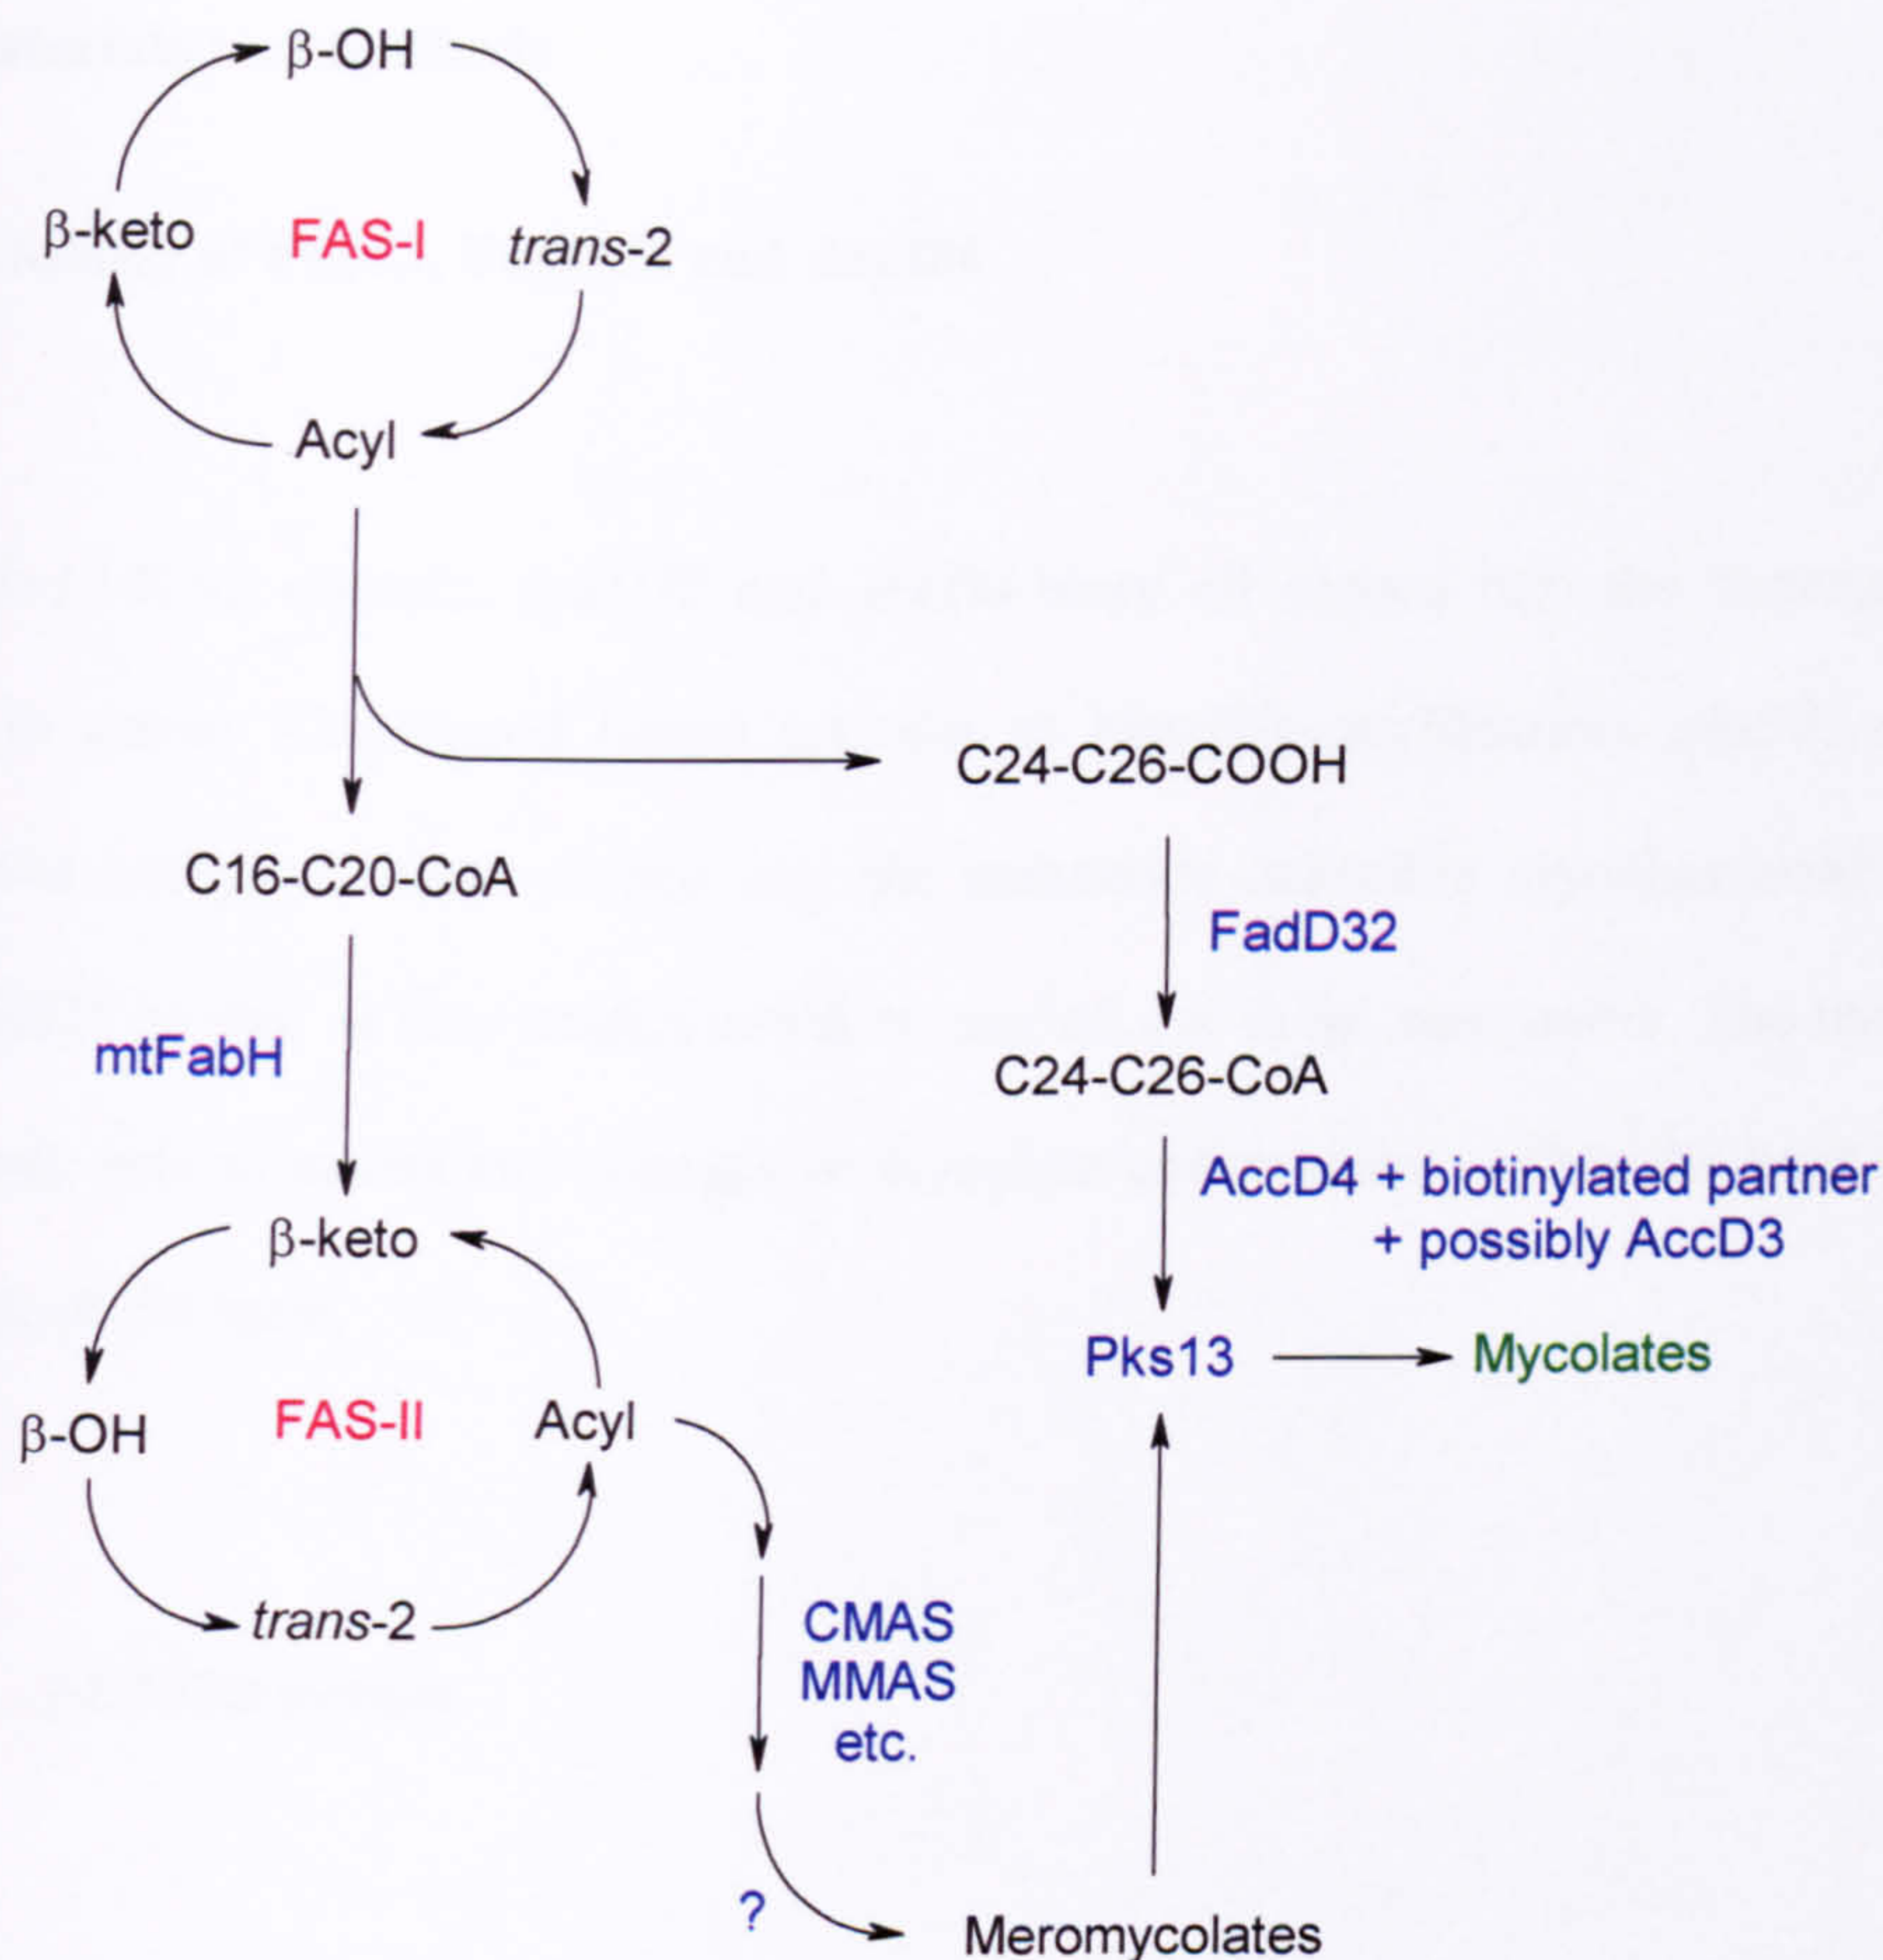 β-OH
β-keto
FAS-I
trans-2
Acyl
C24-C26-COOH
C16-C20-CoA
FadD32
mtFabH
C24-C26-CoA
AccD4 + biotinylated partner
+ possibly AccD3
β-keto
Pks13
Mycolates
β-OH
FAS-II
Acyl
trans-2
CMAS
MMAS
etc.
?
Meromycolates